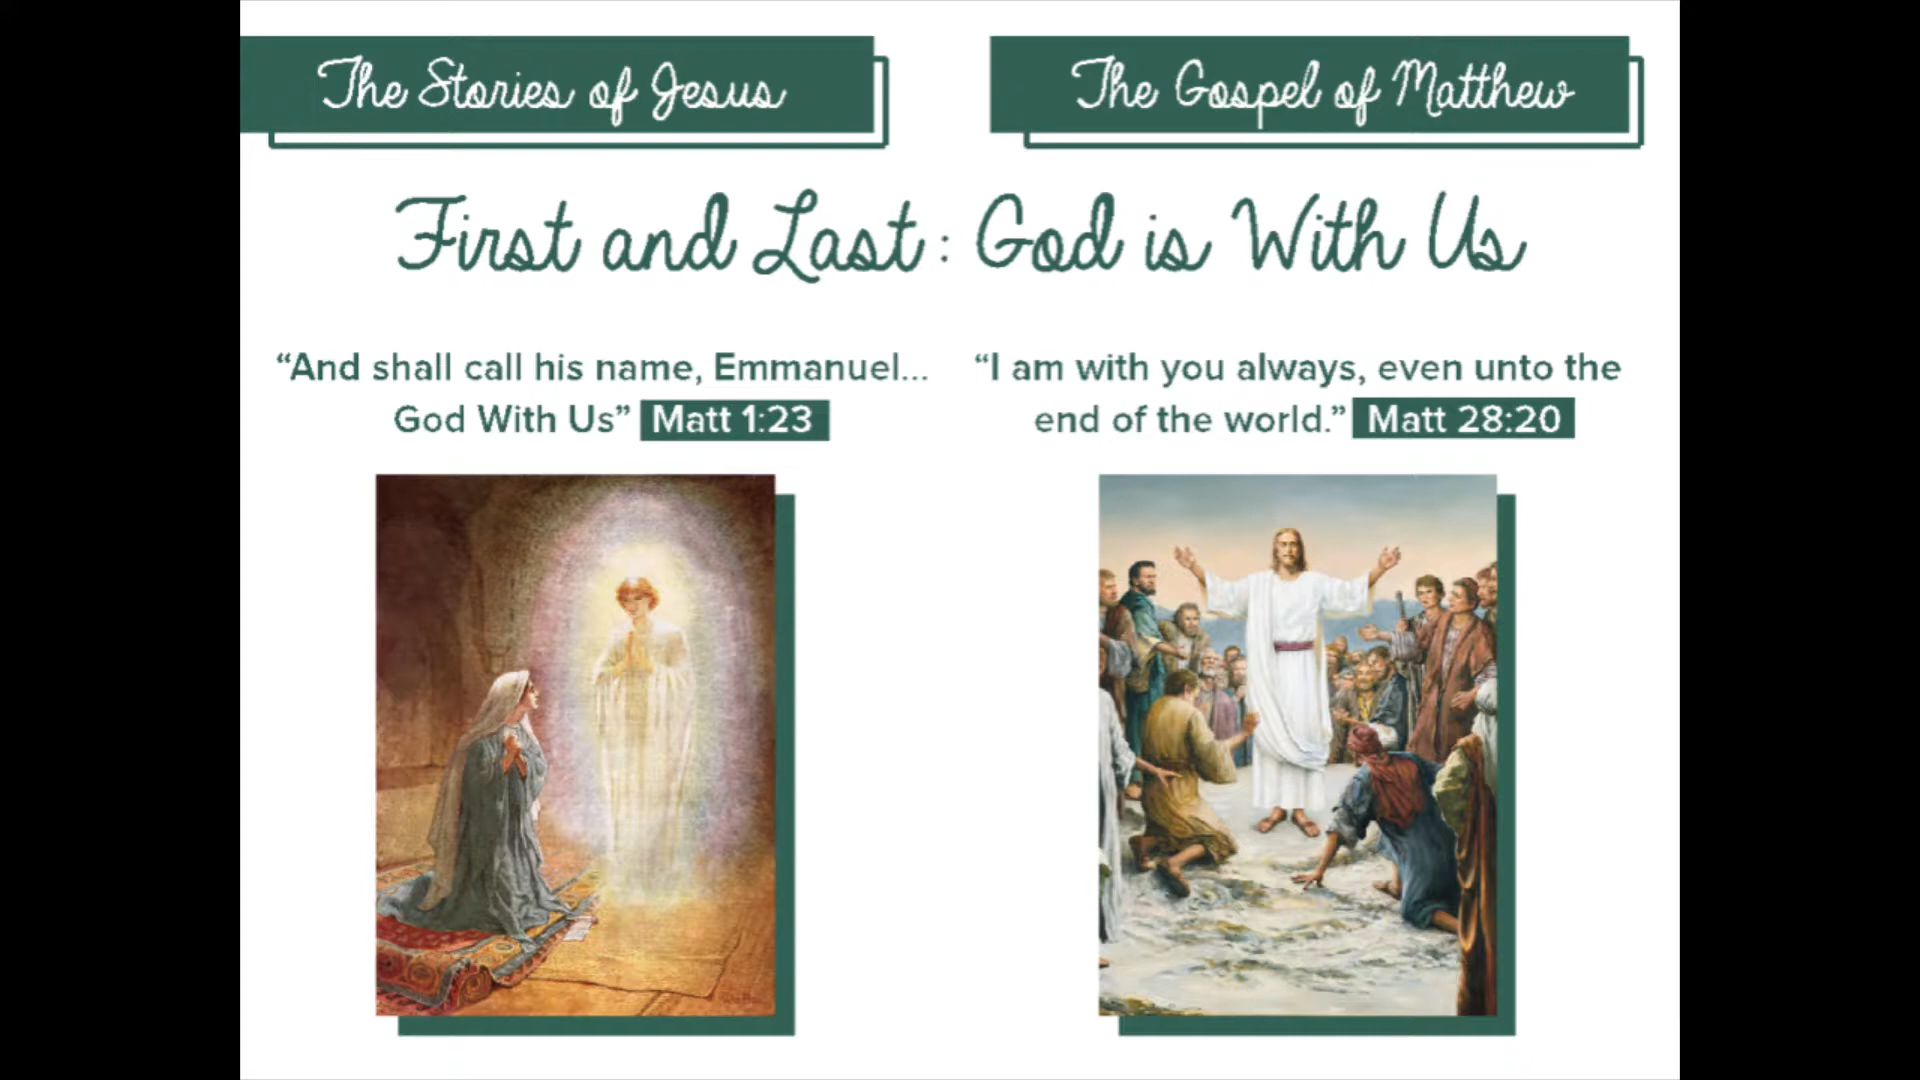 The Stories of Jesus
The Gospel of Matthew
First and Last: God is With Us
“And shall call his name, Emmanuel...
God With Us” Matt 1:23
“I am with you always, even unto the
end of the world.” Matt 28:20